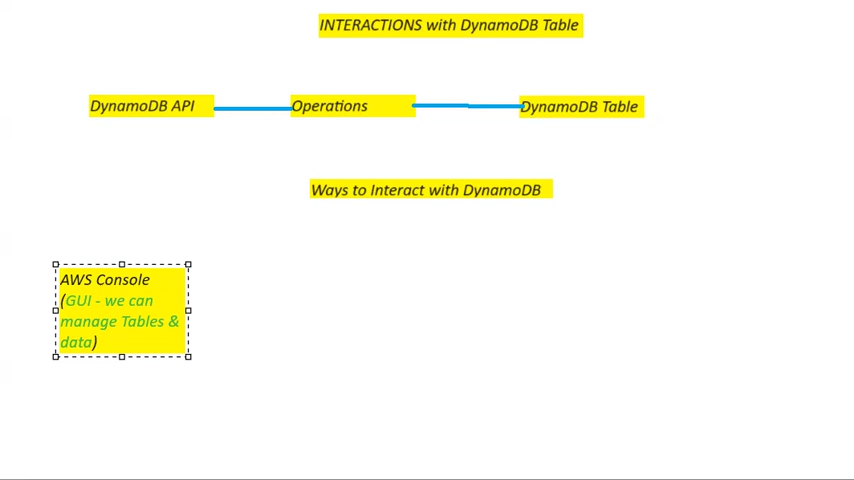 INTERACTIONS with DynamoDB Table
DynamoDB API
Operations
DynamoDB Table
Ways to Interact with DynamoDB
AWS Console
(GUI - we can
manage Tables &
data)